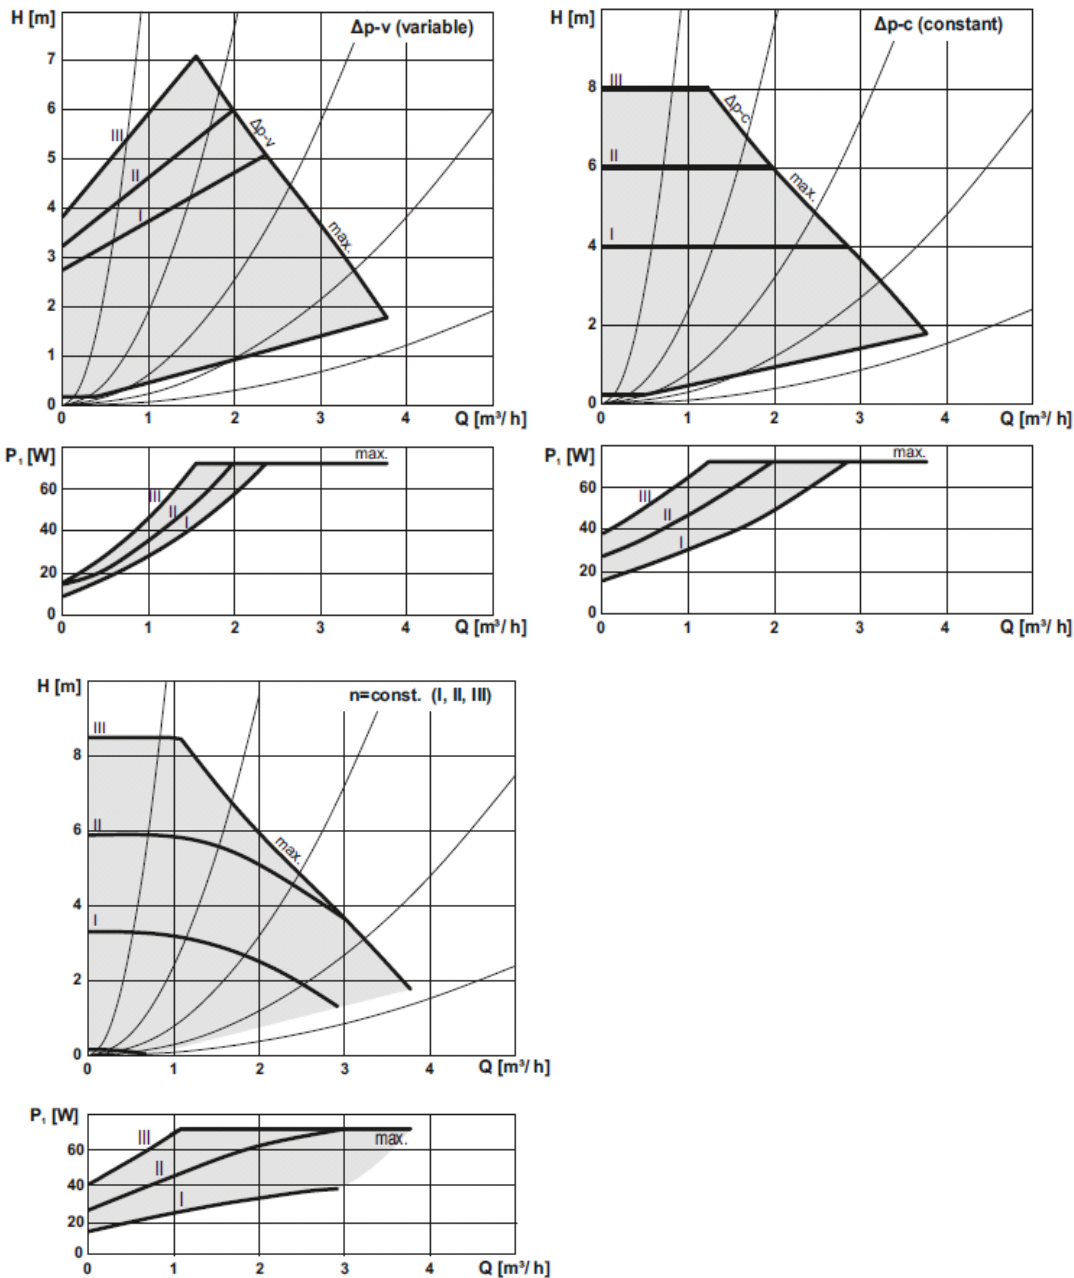 H [m]
Δp-v (variable)
7
6
5
4
3
2
1
0
III
II
I
Δp-v
max.
0 1 2 3 4 Q [m³/ h]
P₁ [W]
60
40
20
0
III
II
I
max.
0 1 2 3 4 Q [m³/ h]
H [m]
Δp-c (constant)
8
6
4
2
0
III
II
I
Δp-c
max.
0 1 2 3 4 Q [m³/ h]
P₁ [W]
60
40
20
0
III
II
I
max.
0 1 2 3 4 Q [m³/ h]
H [m]
n=const. (I, II, III)
8
6
4
2
0
III
II
I
max.
0 1 2 3 4 Q [m³/ h]
P₁ [W]
60
40
20
0
III
II
I
max.
0 1 2 3 4 Q [m³/ h]